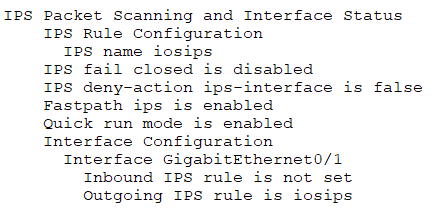 IPS Packet Scanning and Interface Status
IPS Rule Configuration
IPS name iosips
IPS fail closed is disabled
IPS deny-action ips-interface is false
Fastpath ips is enabled
Quick run mode is enabled
Interface Configuration
Interface GigabitEthernet0/1
Inbound IPS rule is not set
Outgoing IPS rule is iosips